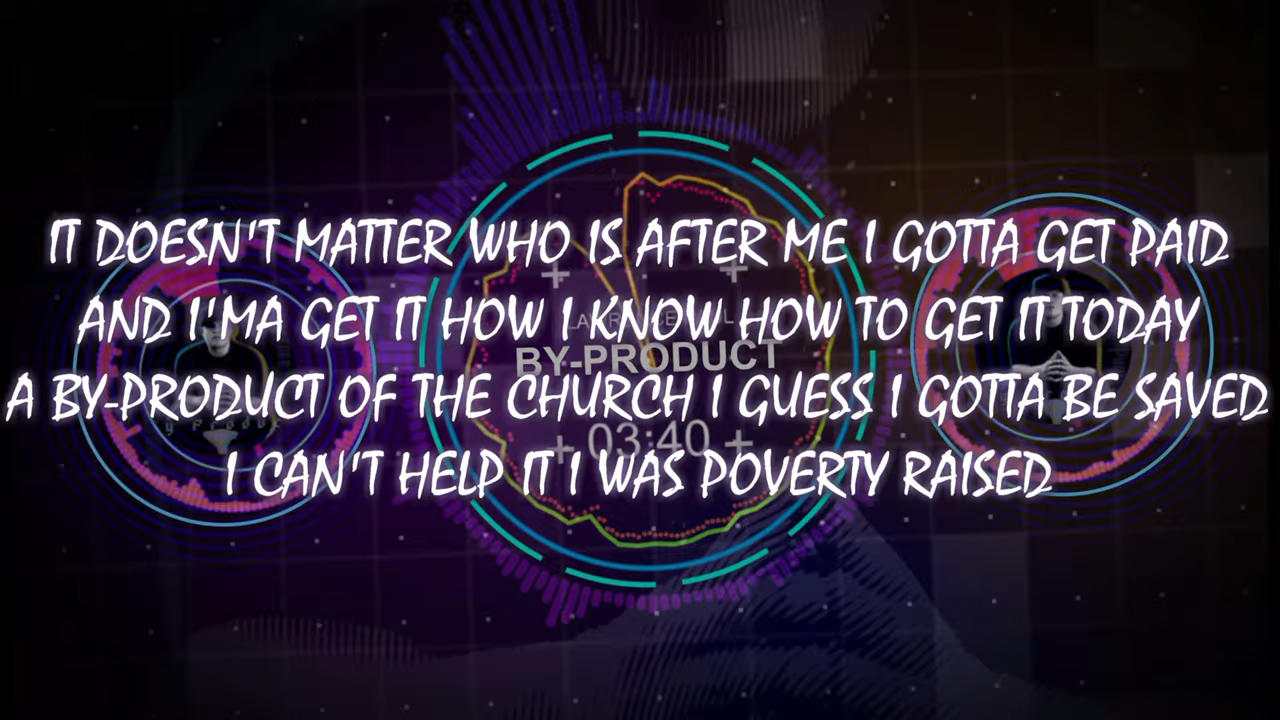 IT DOESN'T MATTER WHO IS AFTER ME I GOTTA GET PAID
AND I'MA GET IT HOW I KNOW HOW TO GET IT TODAY
BY-PRODUCT
A BY-PRODUCT OF THE CHURCH I GUESS I GOTTA BE SAVED
03:40
I CAN'T HELP IT I WAS POVERTY RAISED